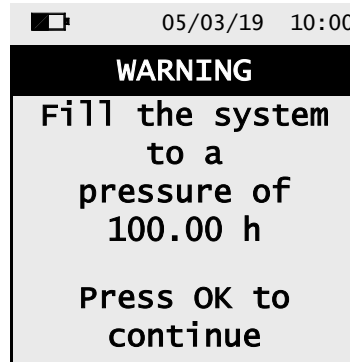 05/03/19 10:00
WARNING
Fill the system
to a
pressure of
100.00 h
Press OK to
continue